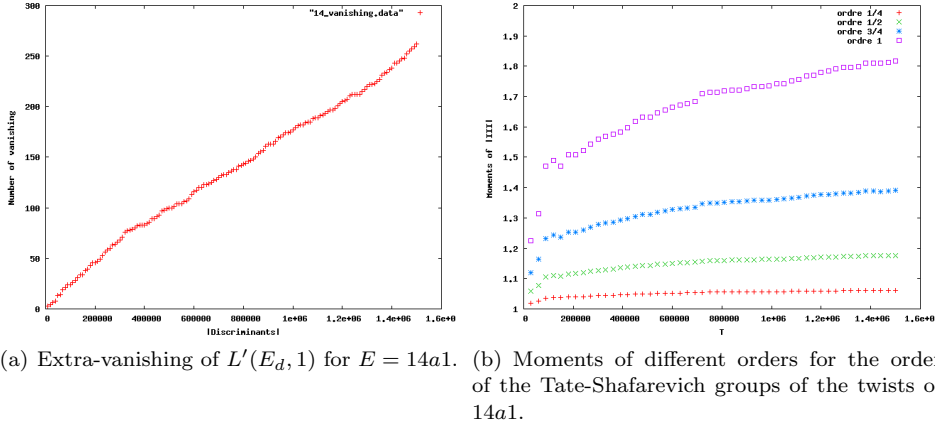 300
250
200
150
100
50
0
Number of vanishing
"14_vanishing.data"
0 200000 400000 600000 800000 1e+06 1.2e+06 1.4e+06 1.6e+0
|Discriminants|
2
1.9
1.8
1.7
1.6
1.5
1.4
1.3
1.2
1.1
1
Moments of |III|
ordre 1/4
ordre 1/2
ordre 3/4
ordre 1
200000 400000 600000 800000 1e+06 1.2e+06 1.4e+06 1.6e+0
T
(a) Extra-vanishing of L′(E_d, 1) for E = 14a1.
(b) Moments of different orders for the order
of the Tate-Shafarevich groups of the twists o
14a1.